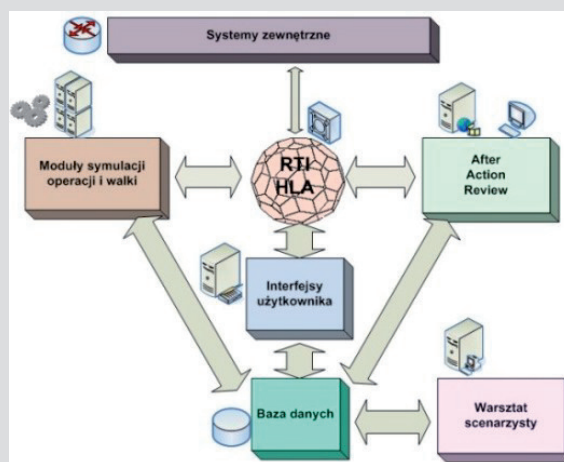 Systemy zewnętrzne
Moduły symulacji
operacji i walki
RTI
HLA
After
Action
Review
Interfejsy
użytkownika
Baza danych
Warsztat
scenarzysty